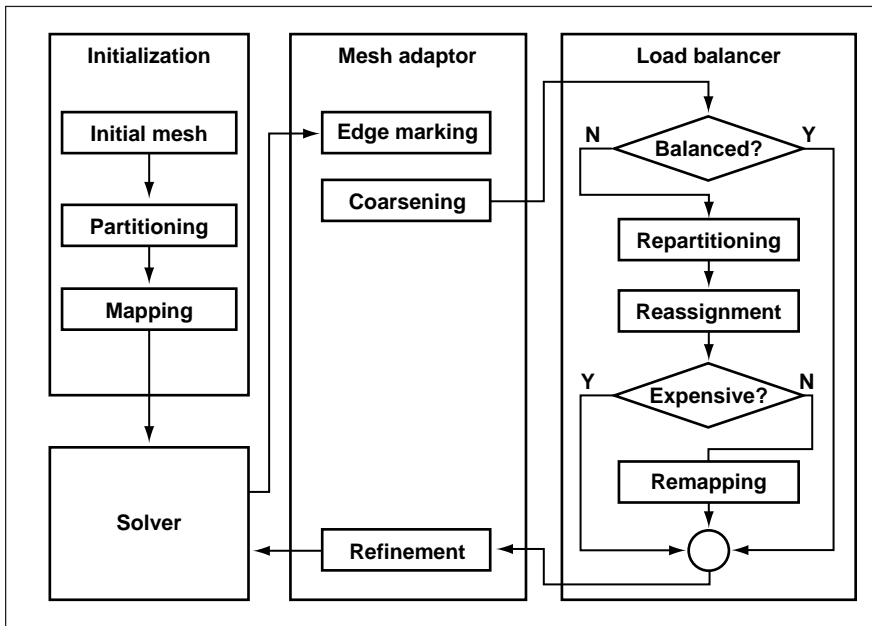 Initialization
Initial mesh
Partitioning
Mapping
Solver
Mesh adaptor
Edge marking
Coarsening
Refinement
Load balancer
N
Y
Balanced?
Repartitioning
Reassignment
Y
N
Expensive?
Remapping